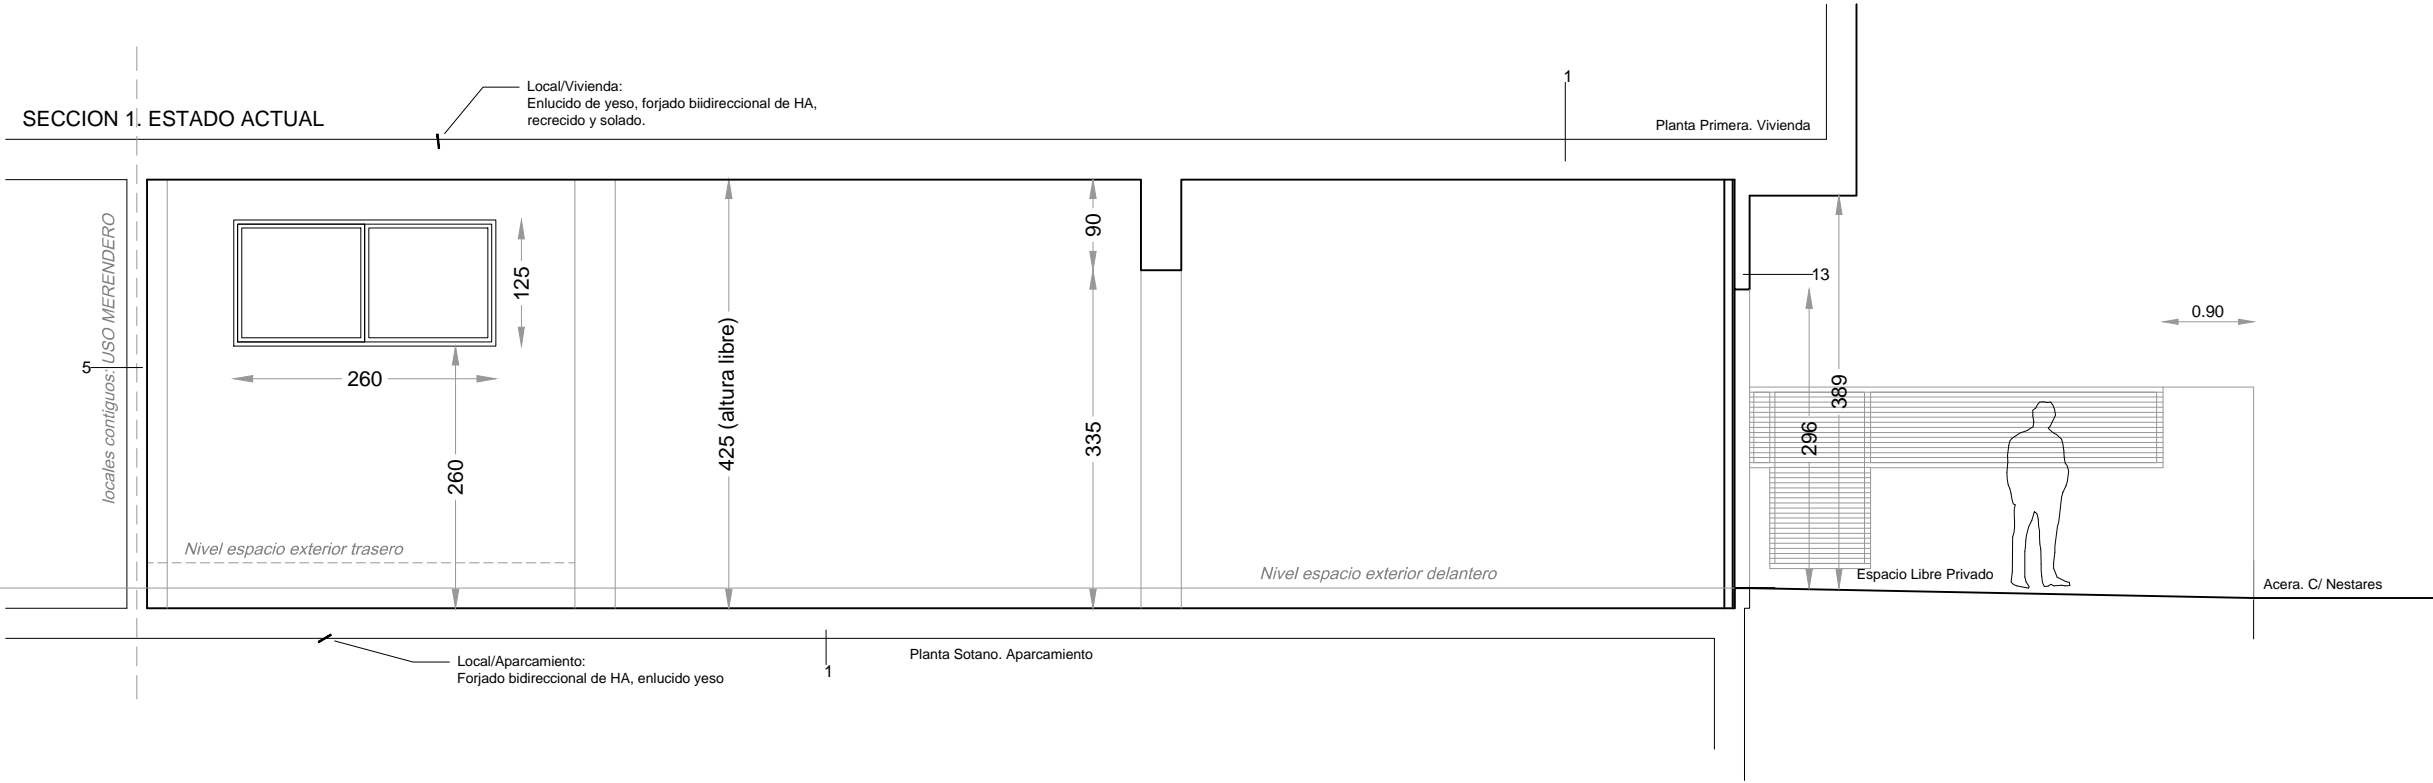 Local/Vivienda:
Enlucido de yeso, forjado biidireccional de HA,
recrecido y solado.
SECCION 1. ESTADO ACTUAL
1
Planta Primera. Vivienda
locales contiguos: USO MERENDERO
5
125
260
260
425 (altura libre)
90
335
13
389
296
0.90
Nivel espacio exterior trasero
Nivel espacio exterior delantero
Espacio Libre Privado
Acera. C/ Nestares
Local/Aparcamiento:
Forjado bidireccional de HA, enlucido yeso
1
Planta Sotano. Aparcamiento